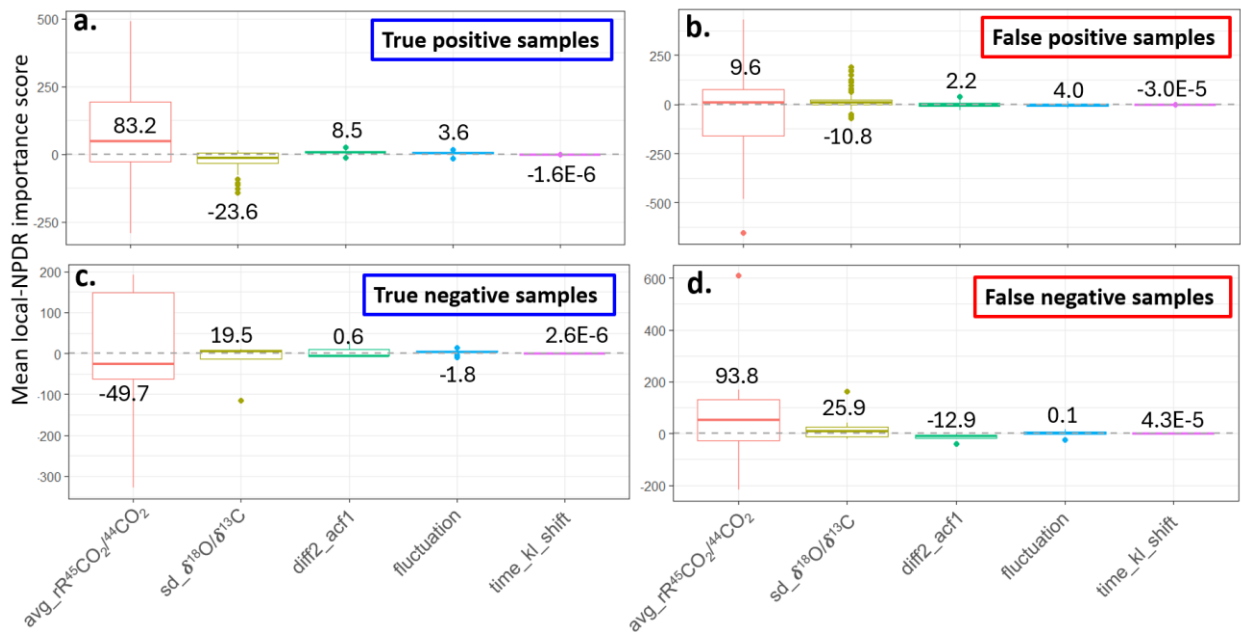 Mean local-NPDR importance score
a.
True positive samples
500
250
0
-250
83.2
-23.6
8.5
3.6
-1.6E-6
b.
False positive samples
250
0
-250
-500
9.6
-10.8
2.2
4.0
-3.0E-5
c.
True negative samples
200
100
0
-100
-200
-300
-49.7
19.5
0.6
-1.8
2.6E-6
d.
False negative samples
600
400
200
0
-200
93.8
25.9
-12.9
0.1
4.3E-5
avg_rR⁴⁵CO₂/⁴⁴CO₂
sd_δ¹⁸O/δ¹³C
diff2_acf1
fluctuation
time_kl_shift
avg_rR⁴⁵CO₂/⁴⁴CO₂
sd_δ¹⁸O/δ¹³C
diff2_acf1
fluctuation
time_kl_shift